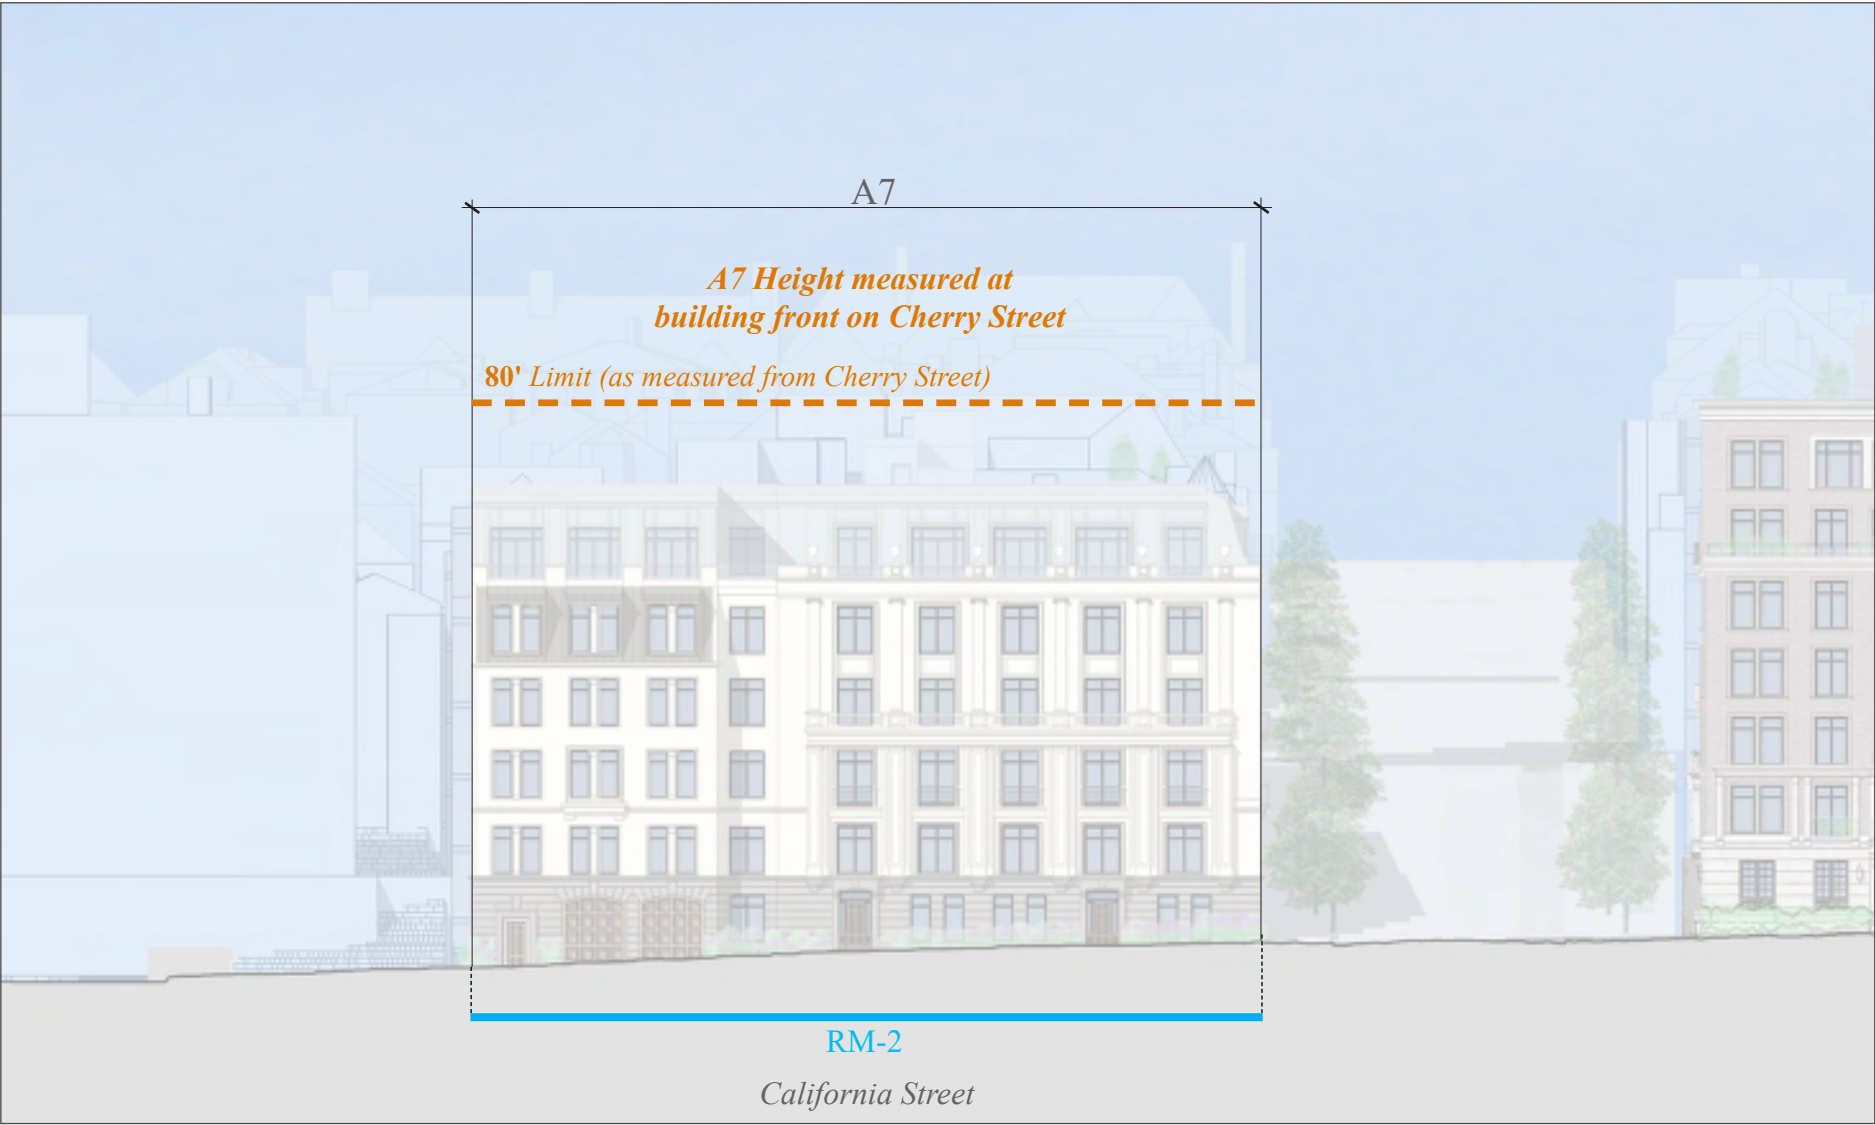 A7
A7 Height measured at
building front on Cherry Street
80' Limit (as measured from Cherry Street)
RM-2
California Street